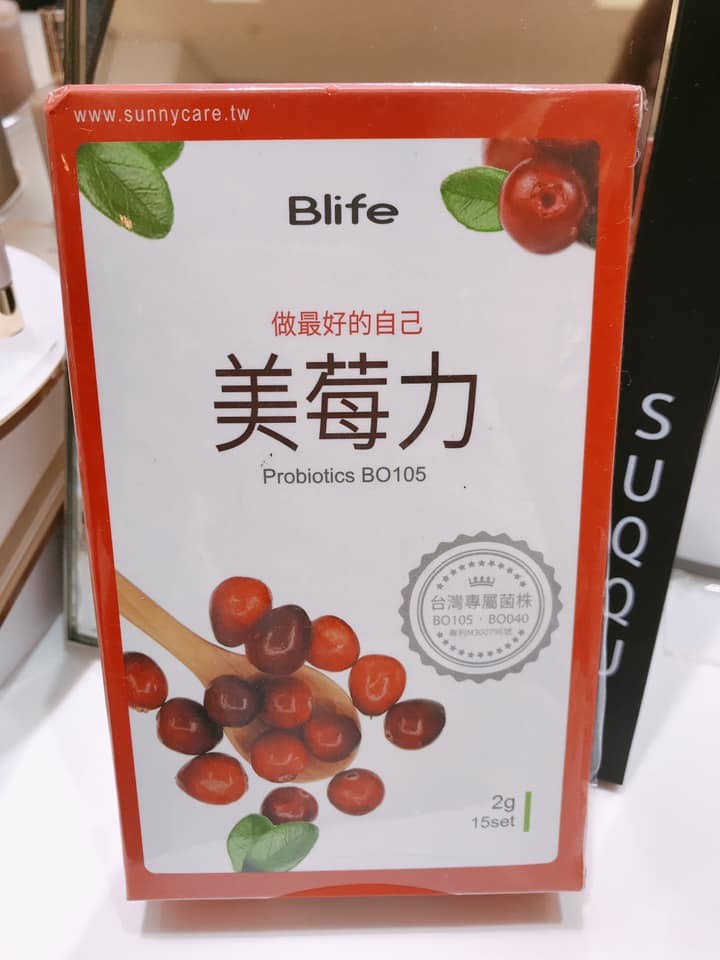 www.sunnycare.tw
Blife
做最好的自己
美莓力
Probiotics BO105
台灣專屬菌株
BO105．BO040
2g
15set
SUQQU